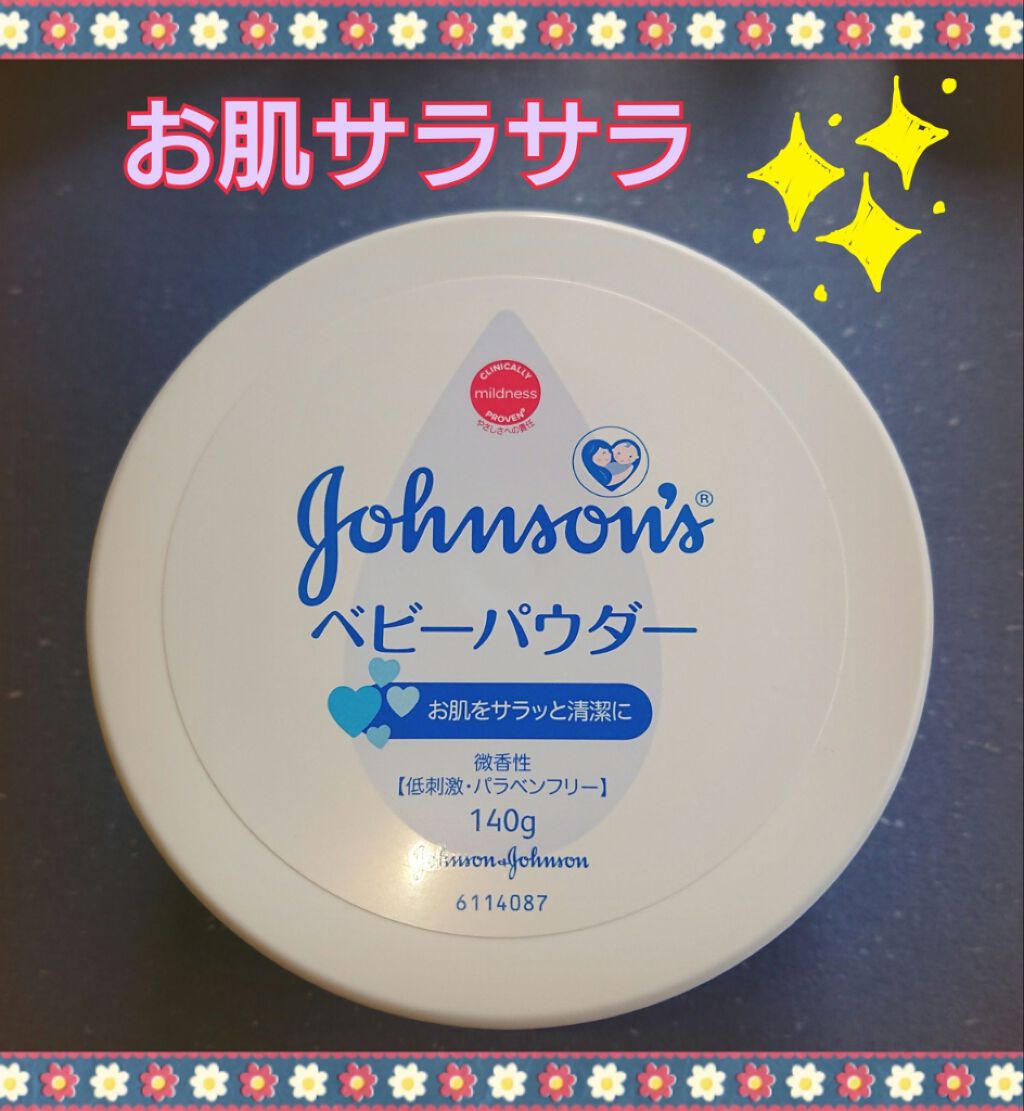 お肌サラサラ
CLINICALLY
mildness
PROVEN®
やさしさへの責任
Johnson's®
ベビーパウダー
お肌をサラッと清潔に
微香性
【低刺激・パラベンフリー】
140g
Johnson&Johnson
6114087